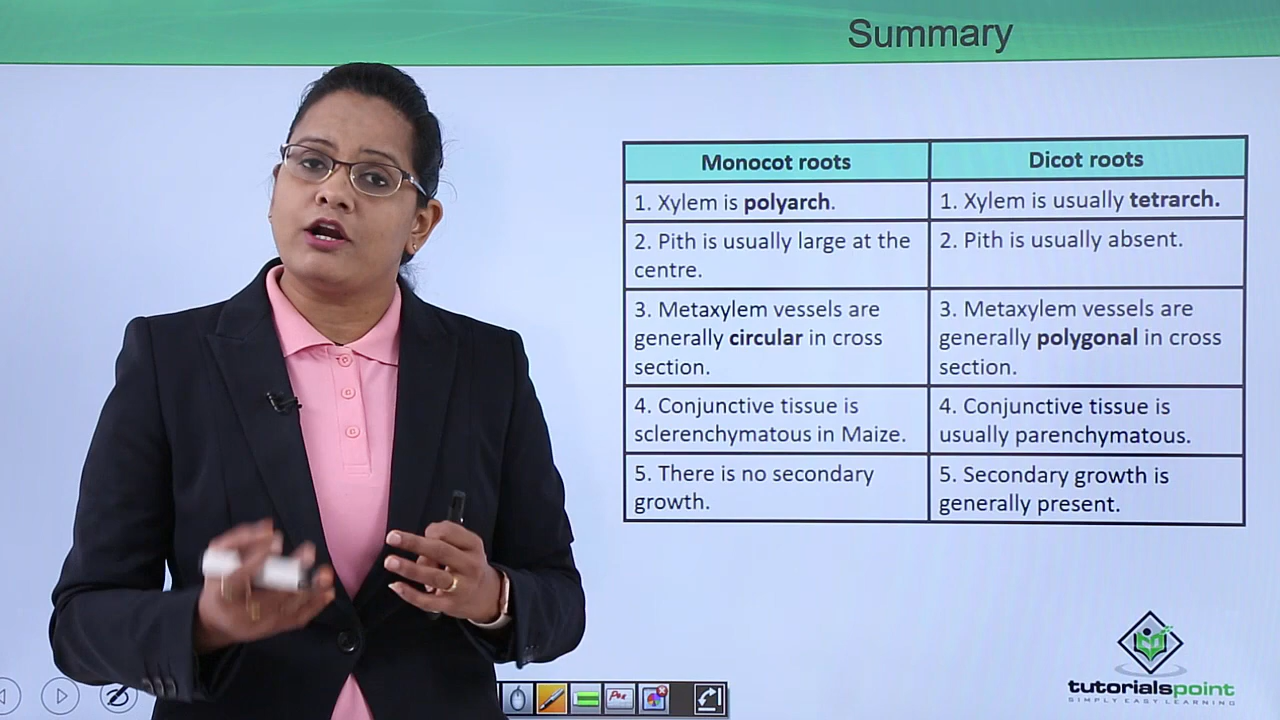 Summary
Monocot roots
Dicot roots
1. Xylem is polyarch.
1. Xylem is usually tetrarch.
2. Pith is usually large at the
centre.
2. Pith is usually absent.
3. Metaxylem vessels are
generally circular in cross
section.
3. Metaxylem vessels are
generally polygonal in cross
section.
4. Conjunctive tissue is
sclerenchymatous in Maize.
4. Conjunctive tissue is
usually parenchymatous.
5. There is no secondary
growth.
5. Secondary growth is
generally present.
tutorialspoint
SIMPLY EASY LEARNING